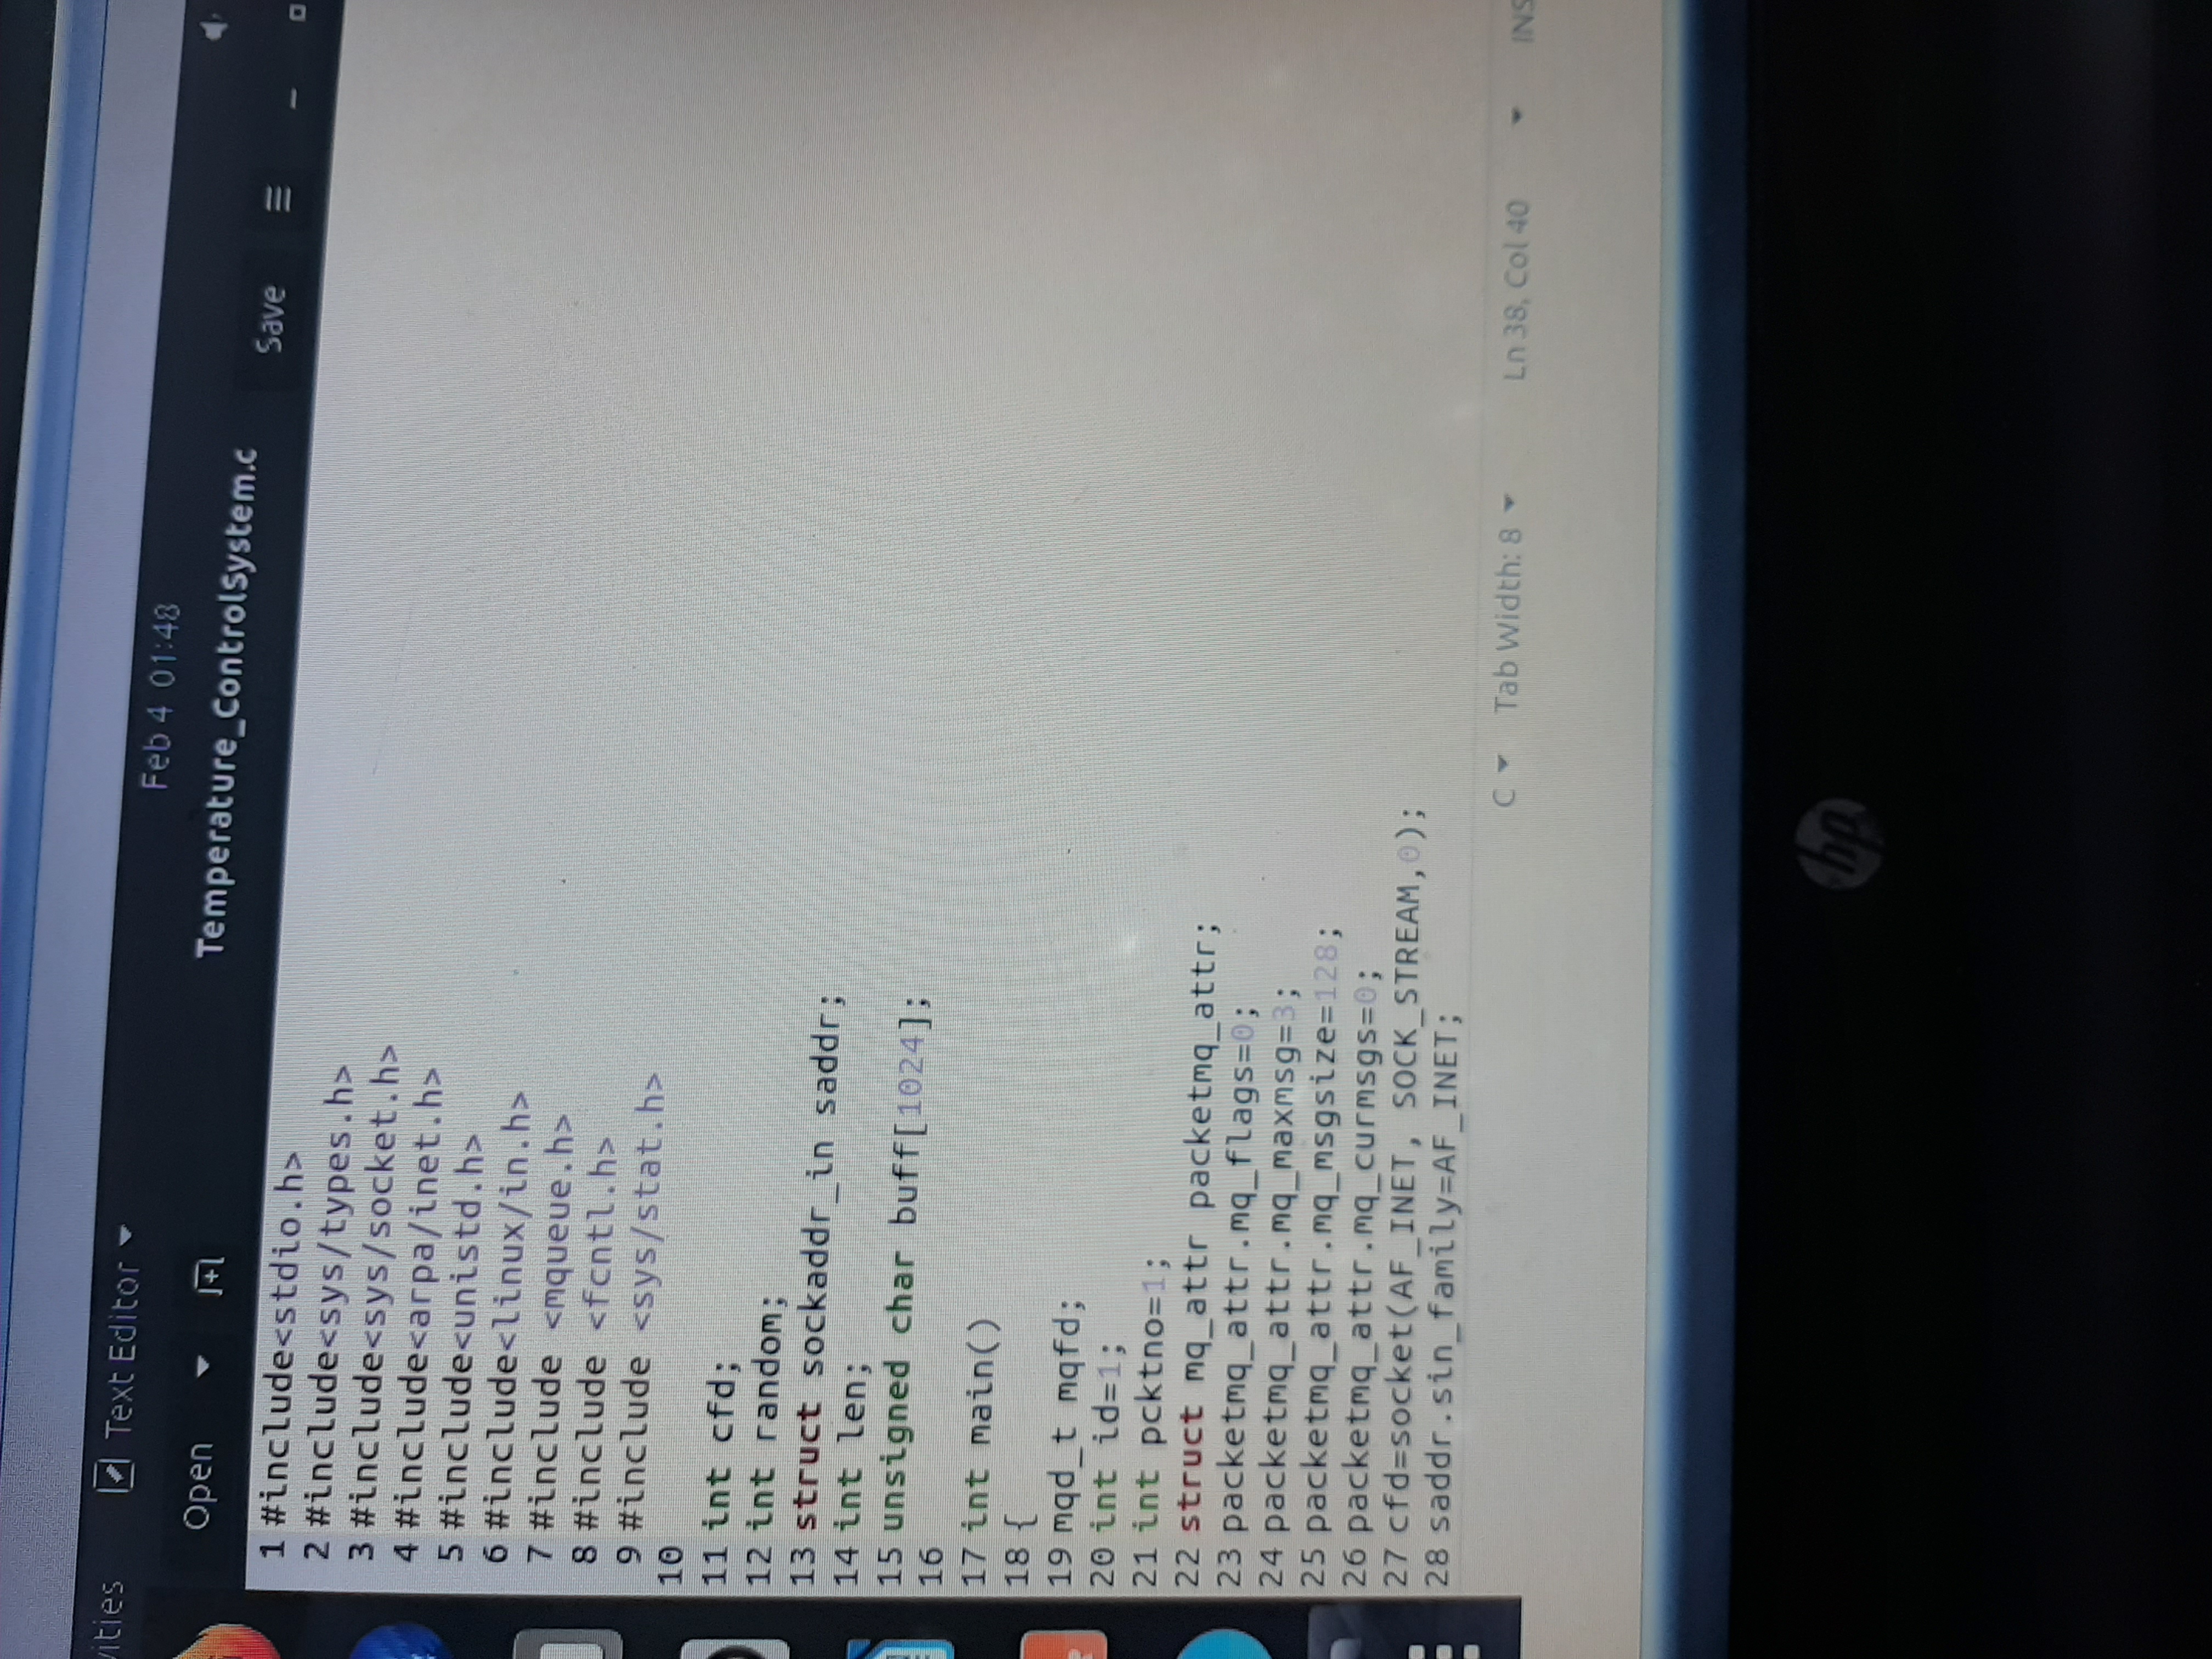 Text Editor
Feb 4 01:48
Open
Temperature_ControlSystem.c
Save
1 #include<stdio.h>
2 #include<sys/types.h>
3 #include<sys/socket.h>
4 #include<arpa/inet.h>
5 #include<unistd.h>
6 #include<linux/in.h>
7 #include <mqueue.h>
8 #include <fcntl.h>
9 #include <sys/stat.h>
10
11 int cfd;
12 int random;
13 struct sockaddr_in saddr;
14 int len;
15 unsigned char buff[1024];
16
17 int main()
18 {
19 mqd_t mqfd;
20 int id=1;
21 int pcktno=1;
22 struct mq_attr packetmq_attr;
23 packetmq_attr.mq_flags=0;
24 packetmq_attr.mq_maxmsg=3;
25 packetmq_attr.mq_msgsize=128;
26 packetmq_attr.mq_curmsgs=0;
27 cfd=socket(AF_INET, SOCK_STREAM,0);
28 saddr.sin_family=AF_INET;
C Tab Width: 8 Ln 38, Col 40 INS
hp